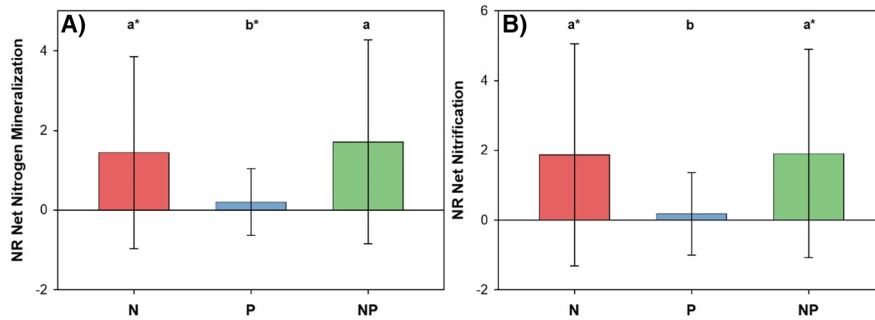 A)
a* b* a
NR Net Nitrogen Mineralization
4
2
0
-2
N P NP
B)
a* b a*
NR Net Nitrification
6
4
2
0
-2
N P NP